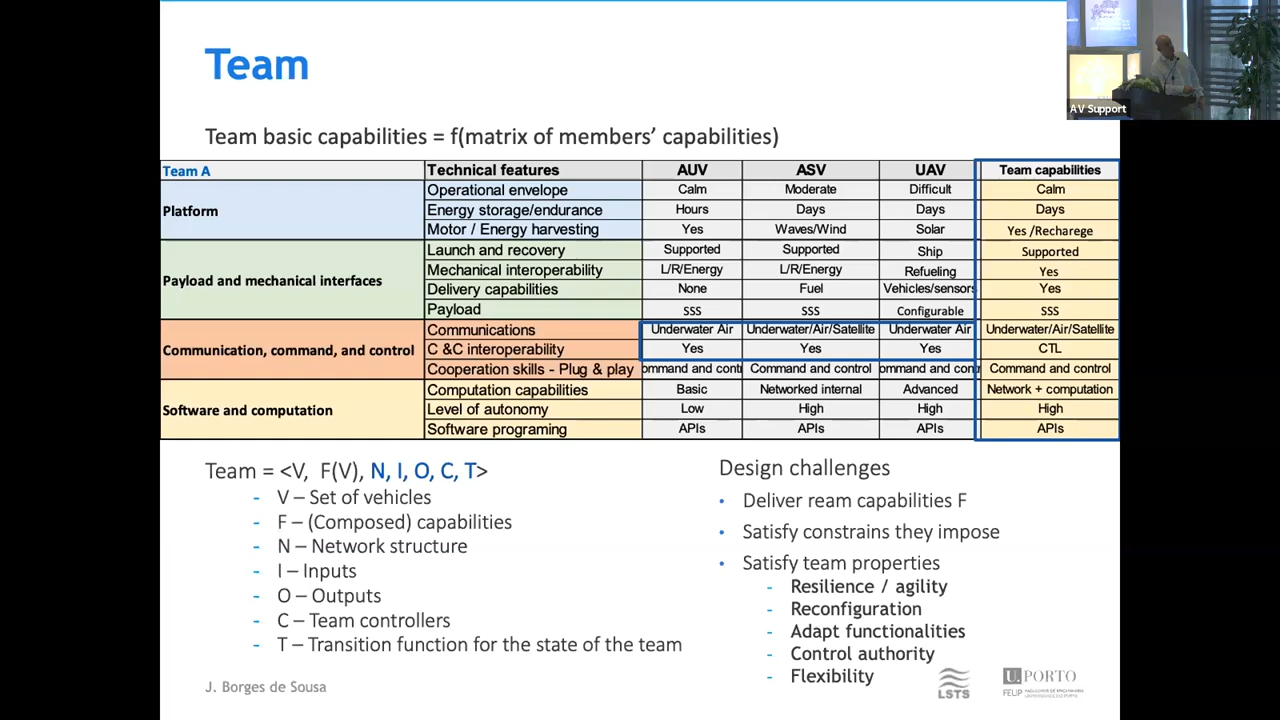 Team
AV Support
Team basic capabilities = f(matrix of members' capabilities)
Team A Technical features AUV ASV UAV Team capabilities
Platform
Operational envelope Calm Moderate Difficult Calm
Energy storage/endurance Hours Days Days Days
Motor / Energy harvesting Yes Waves/Wind Solar Yes /Recharege
Payload and mechanical interfaces
Launch and recovery Supported Supported Ship Supported
Mechanical interoperability L/R/Energy L/R/Energy Refueling Yes
Delivery capabilities None Fuel Vehicles/sensors Yes
Payload SSS SSS Configurable SSS
Communication, command, and control
Communications Underwater Air Underwater/Air/Satellite Underwater Air Underwater/Air/Satellite
C &C interoperability Yes Yes Yes CTL
Cooperation skills - Plug & play ommand and contr Command and control ommand and contr Command and control
Software and computation
Computation capabilities Basic Networked internal Advanced Network + computation
Level of autonomy Low High High High
Software programing APIs APIs APIs APIs
Team = <V, F(V), N, I, O, C, T>
- V – Set of vehicles
- F – (Composed) capabilities
- N – Network structure
- I – Inputs
- O – Outputs
- C – Team controllers
- T – Transition function for the state of the team
Design challenges
• Deliver ream capabilities F
• Satisfy constrains they impose
• Satisfy team properties
- Resilience / agility
- Reconfiguration
- Adapt functionalities
- Control authority
- Flexibility
J. Borges de Sousa
LSTS
U. PORTO
FEUP